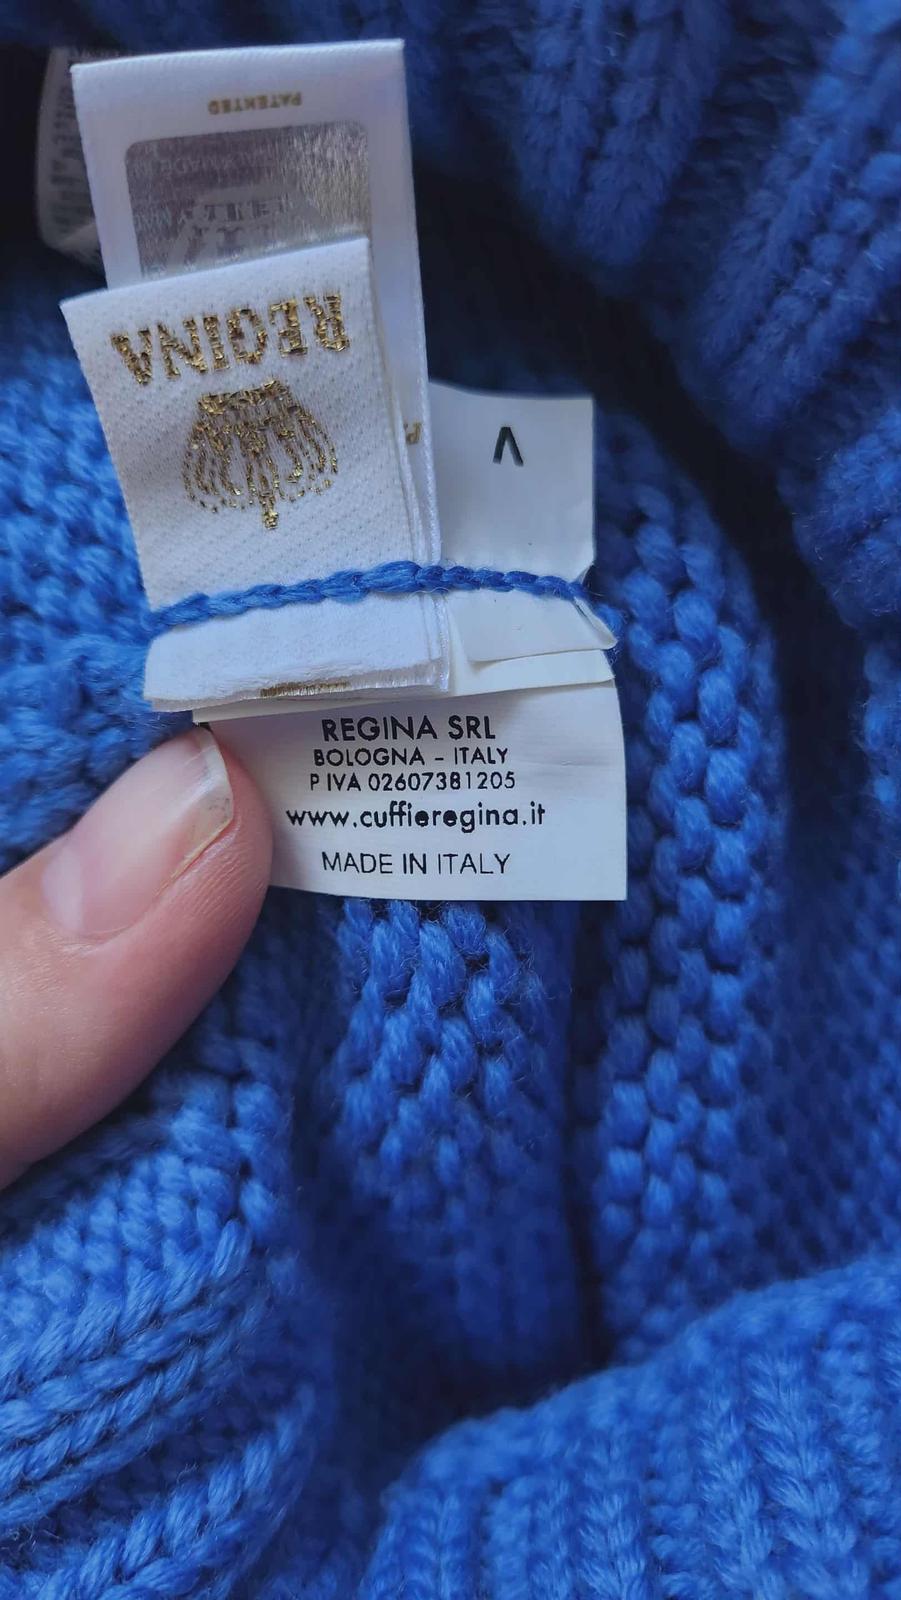 PATENTED
REGINA
V
REGINA SRL
BOLOGNA - ITALY
P IVA 02607381205
www.cuffieregina.it
MADE IN ITALY